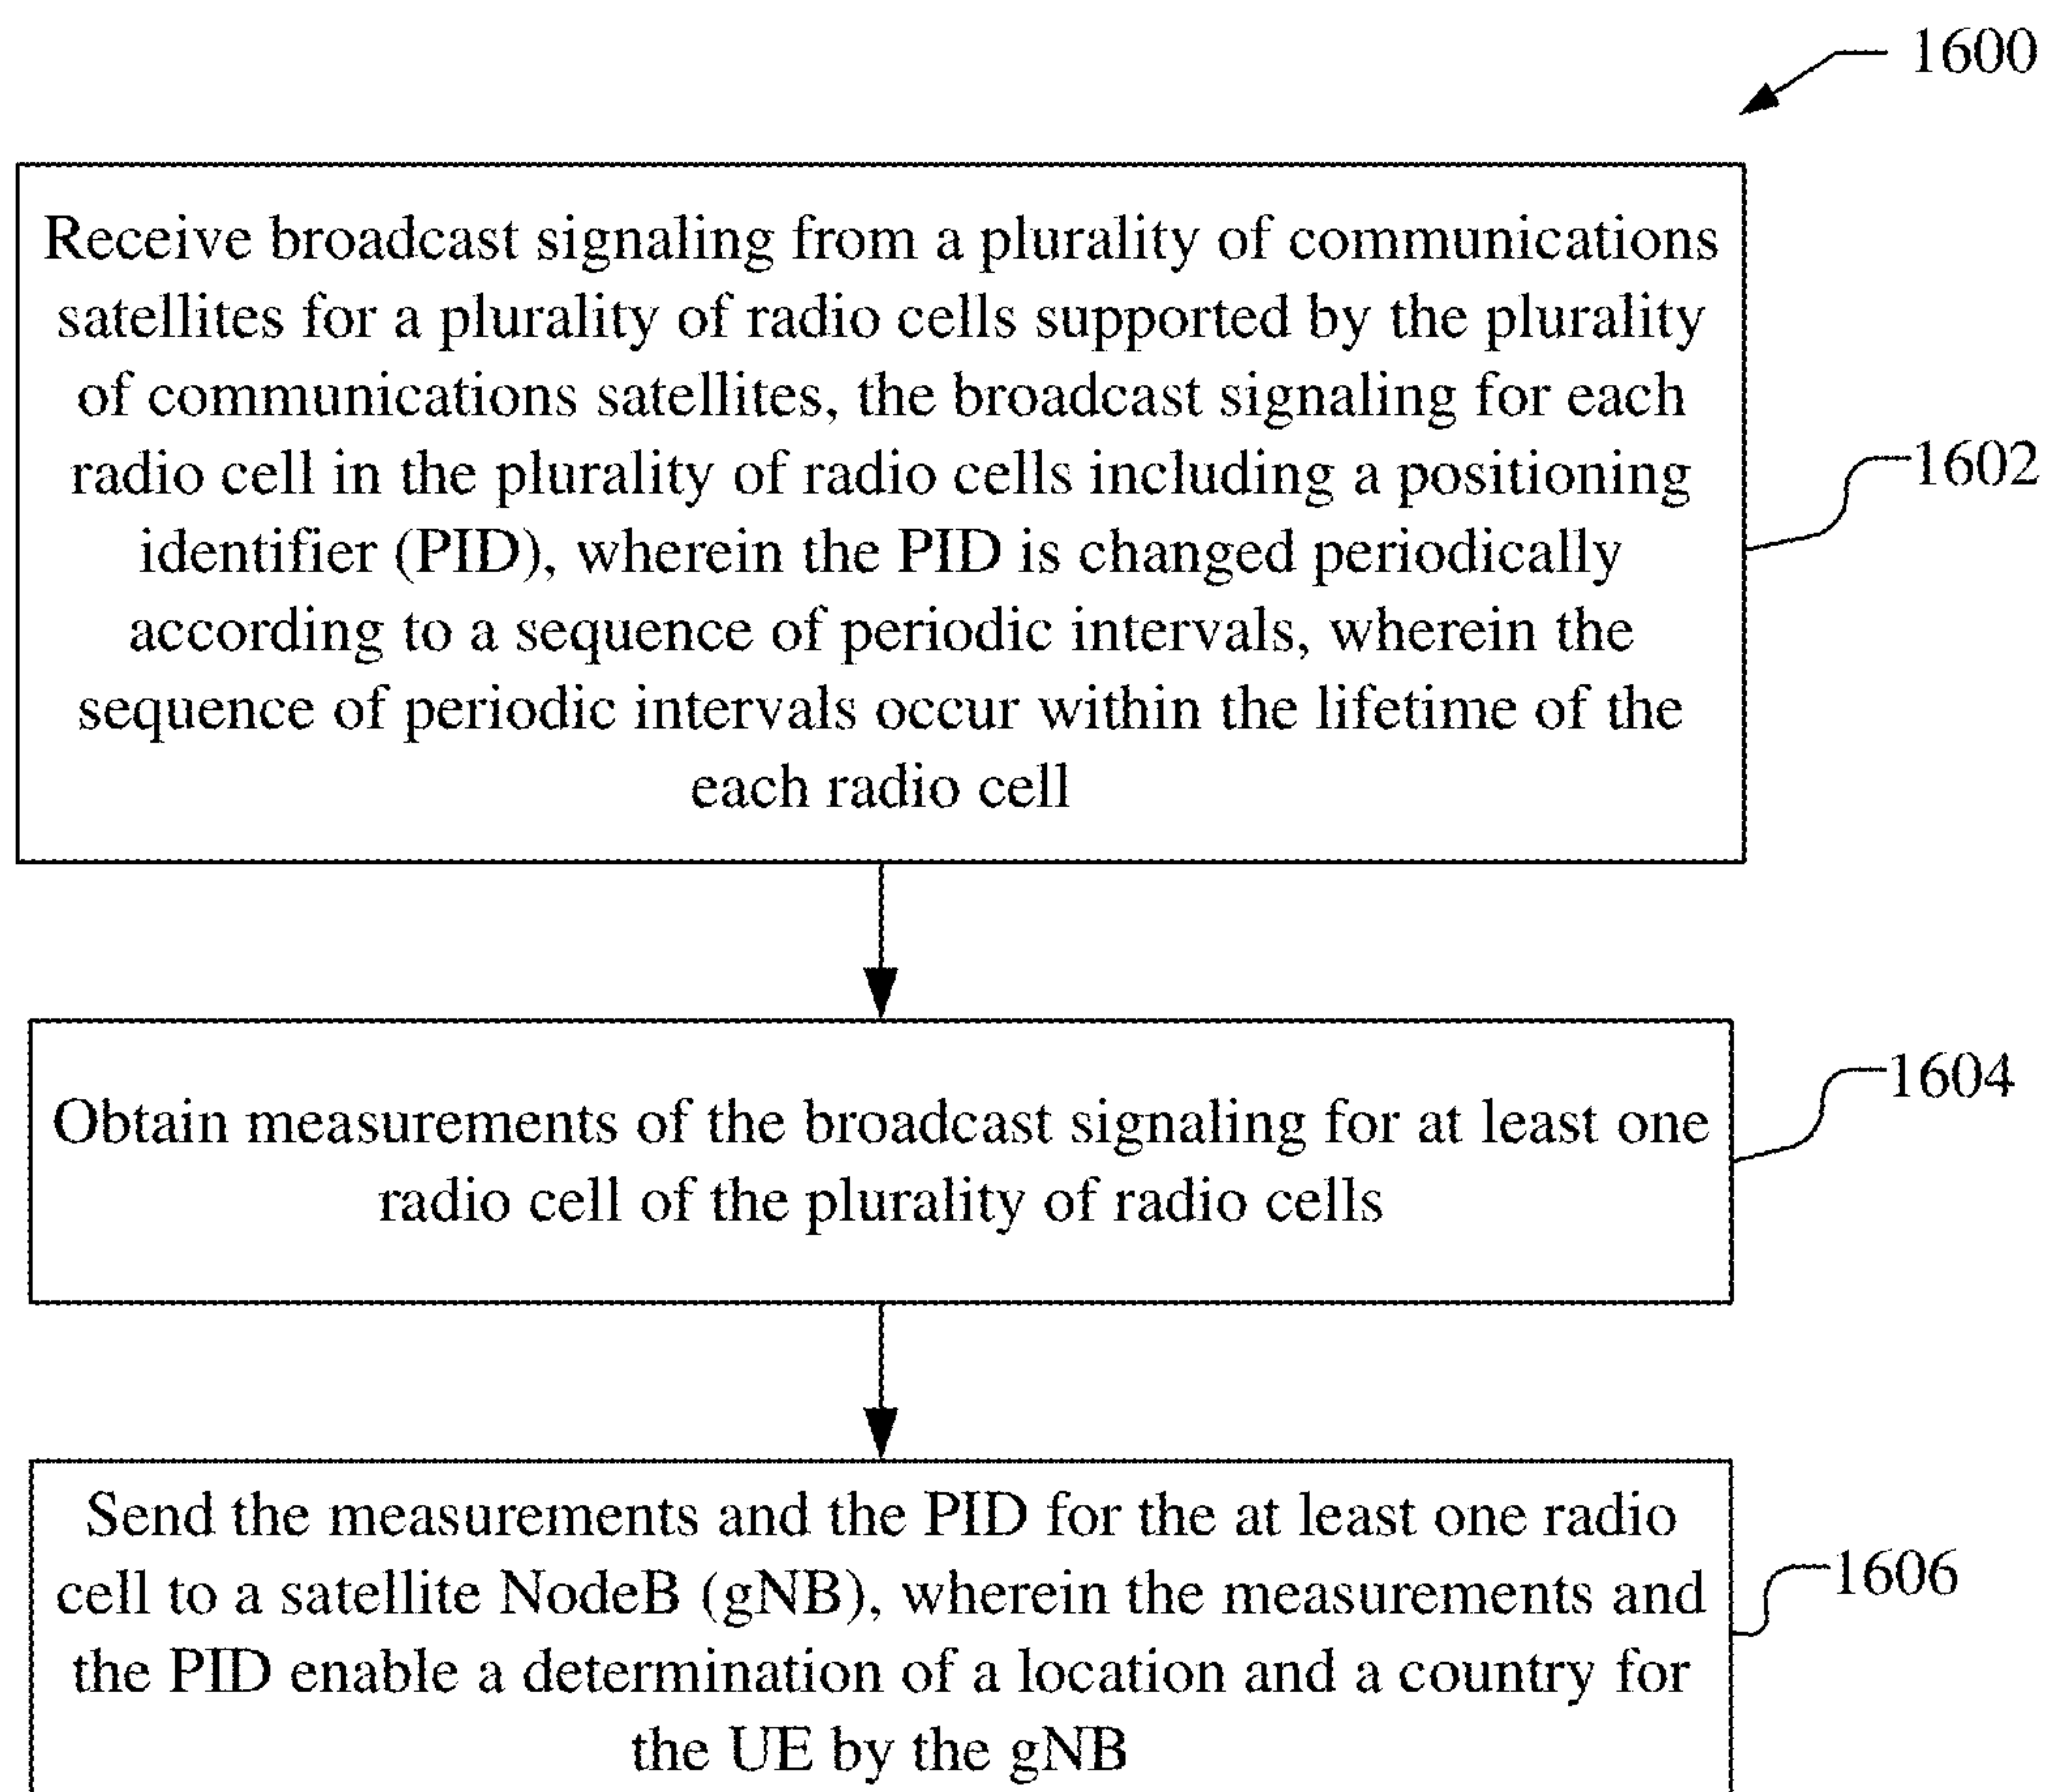 1600
Receive broadcast signaling from a plurality of communications
satellites for a plurality of radio cells supported by the plurality
of communications satellites, the broadcast signaling for each
radio cell in the plurality of radio cells including a positioning
identifier (PID), wherein the PID is changed periodically
according to a sequence of periodic intervals, wherein the
sequence of periodic intervals occur within the lifetime of the
each radio cell
1602
Obtain measurements of the broadcast signaling for at least one
radio cell of the plurality of radio cells
1604
Send the measurements and the PID for the at least one radio
cell to a satellite NodeB (gNB), wherein the measurements and
the PID enable a determination of a location and a country for
the UE by the gNB
1606